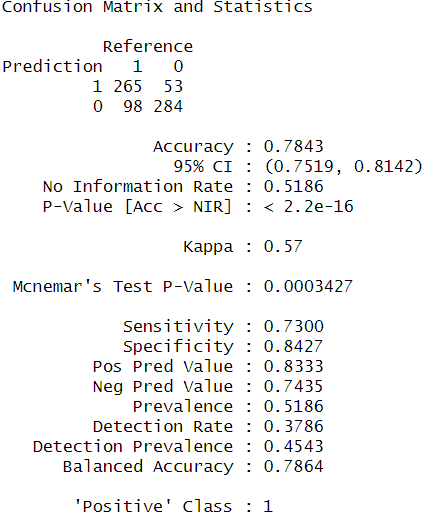 Confusion Matrix and Statistics
Reference
Prediction 1 0
1 265 53
0 98 284
Accuracy : 0.7843
95% CI : (0.7519, 0.8142)
No Information Rate : 0.5186
P-Value [Acc > NIR] : < 2.2e-16
Kappa : 0.57
Mcnemar's Test P-Value : 0.0003427
Sensitivity : 0.7300
Specificity : 0.8427
Pos Pred Value : 0.8333
Neg Pred Value : 0.7435
Prevalence : 0.5186
Detection Rate : 0.3786
Detection Prevalence : 0.4543
Balanced Accuracy : 0.7864
'Positive' Class : 1